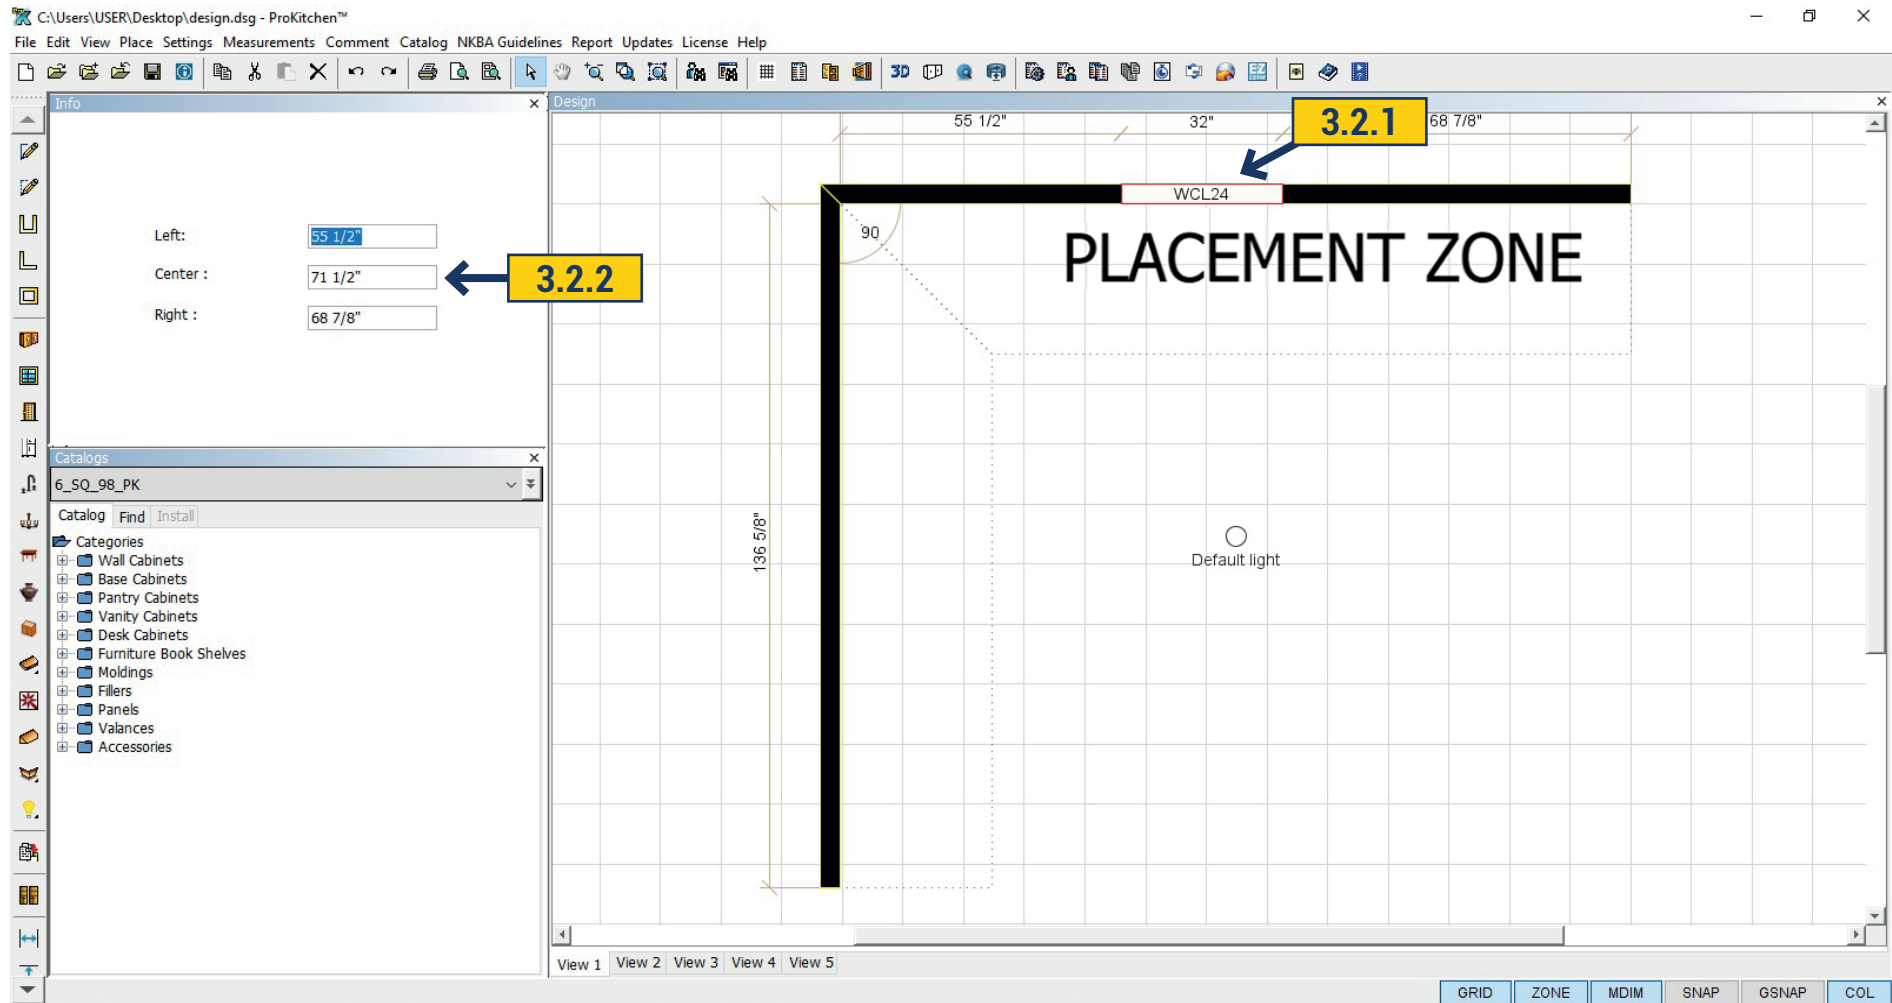 C:\Users\USER\Desktop\design.dsg - ProKitchen™
File Edit View Place Settings Measurements Comment Catalog NKBA Guidelines Report Updates License Help
3D
EZ
Info
Left: 55 1/2"
Center : 71 1/2"
Right : 68 7/8"
3.2.2
Catalogs
6_SQ_98_PK
Catalog Find Install
Categories
Wall Cabinets
Base Cabinets
Pantry Cabinets
Vanity Cabinets
Desk Cabinets
Furniture Book Shelves
Moldings
Fillers
Panels
Valances
Accessories
Design
55 1/2" 32" 68 7/8"
3.2.1
WCL24
90
PLACEMENT ZONE
136 5/8"
Default light
View 1 View 2 View 3 View 4 View 5
GRID ZONE MDIM SNAP GSNAP COL